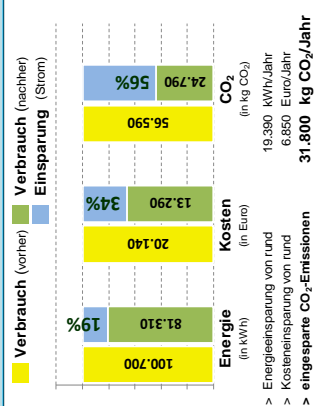 Verbrauch (vorher)
Verbrauch (nachher)
Einsparung (Strom)
100.700
19%
81.310
Energie
(in kWh)
20.140
34%
13.290
Kosten
(in Euro)
56.590
56%
24.790
CO₂
(in kg CO₂)
> Energieeinsparung von rund 19.390 kWh/Jahr
> Kosteneinsparung von rund 6.850 Euro/Jahr
> eingesparte CO₂-Emissionen 31.800 kg CO₂/Jahr